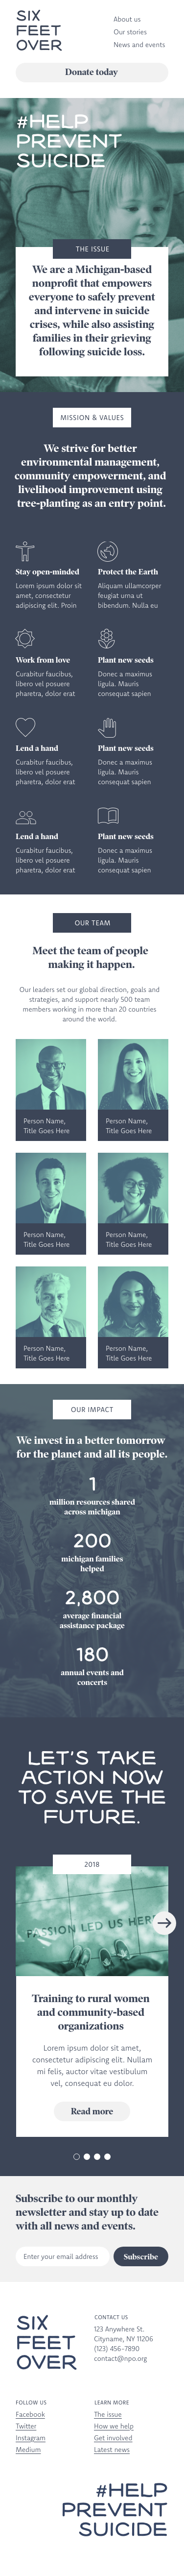 SIX
FEET
OVER
About us
Our stories
News and events
Donate today
#HELP
PREVENT
SUICIDE
THE ISSUE
We are a Michigan-based
nonprofit that empowers
everyone to safely prevent
and intervene in suicide
crises, while also assisting
families in their grieving
following suicide loss.
MISSION & VALUES
We strive for better
environmental management,
community empowerment, and
livelihood improvement using
tree-planting as an entry point.
Stay open-minded
Lorem ipsum dolor sit
amet, consectetur
adipiscing elit. Proin
Protect the Earth
Aliquam ullamcorper
feugiat urna ut
bibendum. Nulla eu
Work from love
Curabitur faucibus,
libero vel posuere
pharetra, dolor erat
Plant new seeds
Donec a maximus
ligula. Mauris
consequat sapien
Lend a hand
Curabitur faucibus,
libero vel posuere
pharetra, dolor erat
Plant new seeds
Donec a maximus
ligula. Mauris
consequat sapien
Lend a hand
Curabitur faucibus,
libero vel posuere
pharetra, dolor erat
Plant new seeds
Donec a maximus
ligula. Mauris
consequat sapien
OUR TEAM
Meet the team of people
making it happen.
Our leaders set our global direction, goals and
strategies, and support nearly 500 team
members working in more than 20 countries
around the world.
Person Name,
Title Goes Here
Person Name,
Title Goes Here
Person Name,
Title Goes Here
Person Name,
Title Goes Here
Person Name,
Title Goes Here
Person Name,
Title Goes Here
OUR IMPACT
We invest in a better tomorrow
for the planet and all its people.
1
million resources shared
across michigan
200
michigan families
helped
2,800
average financial
assistance package
180
annual events and
concerts
LET'S TAKE
ACTION NOW
TO SAVE THE
FUTURE.
2018
PASSION LED US HERE
Training to rural women
and community-based
organizations
Lorem ipsum dolor sit amet,
consectetur adipiscing elit. Nullam
mi felis, auctor vitae vestibulum
vel, consequat eu dolor.
Read more
Subscribe to our monthly
newsletter and stay up to date
with all news and events.
Enter your email address
Subscribe
SIX
FEET
OVER
CONTACT US
123 Anywhere St.
Cityname, NY 11206
(123) 456-7890
contact@npo.org
FOLLOW US
Facebook
Twitter
Instagram
Medium
LEARN MORE
The issue
How we help
Get involved
Latest news
#HELP
PREVENT
SUICIDE